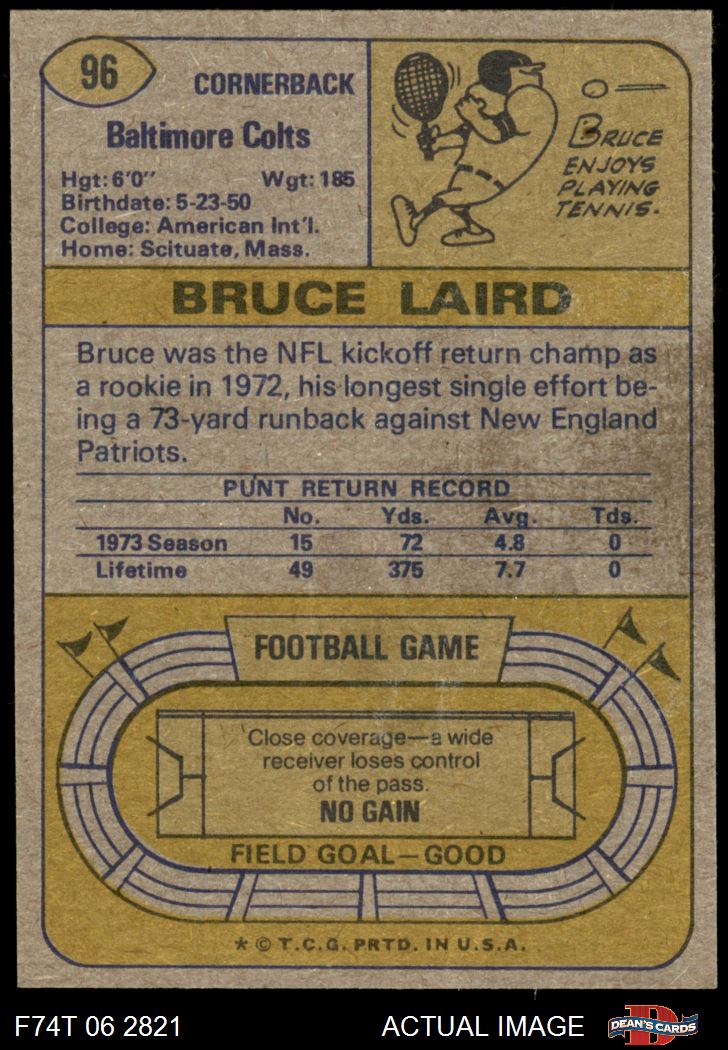 96
CORNERBACK
Baltimore Colts
Hgt: 6'0" Wgt: 185
Birthdate: 5-23-50
College: American Int'l.
Home: Scituate, Mass.
BRUCE
ENJOYS
PLAYING
TENNIS.
BRUCE LAIRD
Bruce was the NFL kickoff return champ as
a rookie in 1972, his longest single effort be-
ing a 73-yard runback against New England
Patriots.
PUNT RETURN RECORD
No. Yds. Avg. Tds.
1973 Season 15 72 4.8 0
Lifetime 49 375 7.7 0
FOOTBALL GAME
Close coverage—a wide
receiver loses control
of the pass.
NO GAIN
FIELD GOAL—GOOD
* © T.C.G. PRTD. IN U.S.A.
F74T 06 2821 ACTUAL IMAGE D DEAN'S CARDS